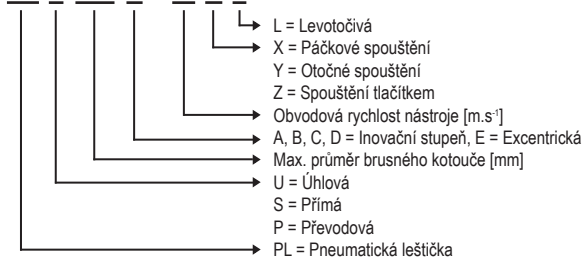 L = Levotočivá
X = Páčkové spouštění
Y = Otočné spouštění
Z = Spouštění tlačítkem
Obvodová rychlost nástroje [m.s⁻¹]
A, B, C, D = Inovační stupeň, E = Excentrická
Max. průměr brusného kotouče [mm]
U = Úhlová
S = Přímá
P = Převodová
PL = Pneumatická leštička